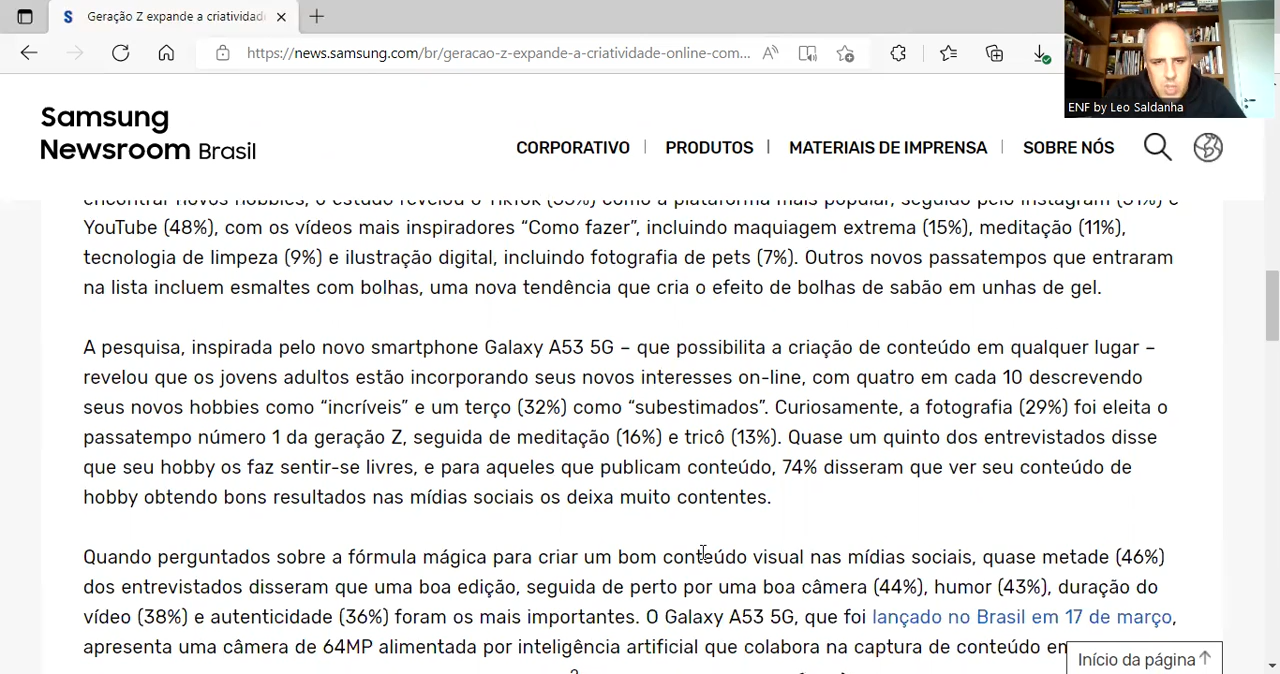 Geração Z expande a criatividad
https://news.samsung.com/br/geracao-z-expande-a-criatividade-online-com...
ENF by Leo Saldanha
Samsung
Newsroom Brasil
CORPORATIVO
PRODUTOS
MATERIAIS DE IMPRENSA
SOBRE NÓS
encontrar novos hobbies, o estudo revelou o TikTok como a plataforma mais popular, seguido pelo Instagram e
YouTube (48%), com os vídeos mais inspiradores “Como fazer”, incluindo maquiagem extrema (15%), meditação (11%),
tecnologia de limpeza (9%) e ilustração digital, incluindo fotografia de pets (7%). Outros novos passatempos que entraram
na lista incluem esmaltes com bolhas, uma nova tendência que cria o efeito de bolhas de sabão em unhas de gel.
A pesquisa, inspirada pelo novo smartphone Galaxy A53 5G – que possibilita a criação de conteúdo em qualquer lugar –
revelou que os jovens adultos estão incorporando seus novos interesses on-line, com quatro em cada 10 descrevendo
seus novos hobbies como “incríveis” e um terço (32%) como “subestimados”. Curiosamente, a fotografia (29%) foi eleita o
passatempo número 1 da geração Z, seguida de meditação (16%) e tricô (13%). Quase um quinto dos entrevistados disse
que seu hobby os faz sentir-se livres, e para aqueles que publicam conteúdo, 74% disseram que ver seu conteúdo de
hobby obtendo bons resultados nas mídias sociais os deixa muito contentes.
Quando perguntados sobre a fórmula mágica para criar um bom conteúdo visual nas mídias sociais, quase metade (46%)
dos entrevistados disseram que uma boa edição, seguida de perto por uma boa câmera (44%), humor (43%), duração do
vídeo (38%) e autenticidade (36%) foram os mais importantes. O Galaxy A53 5G, que foi lançado no Brasil em 17 de março,
apresenta uma câmera de 64MP alimentada por inteligência artificial que colabora na captura de conteúdo em
Início da página